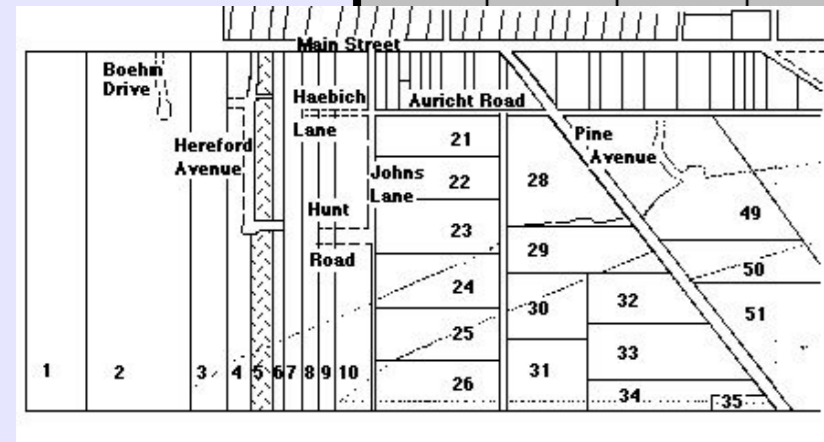 Main Street
Boehm
Drive
Haebich
Lane
Auricht Road
Hereford
Avenue
Pine
Avenue
Johns
Lane
Hunt
Road
21
22
23
24
25
26
28
29
30
31
32
33
34
35
49
50
51
1 2 3 4 5 6 7 8 9 10